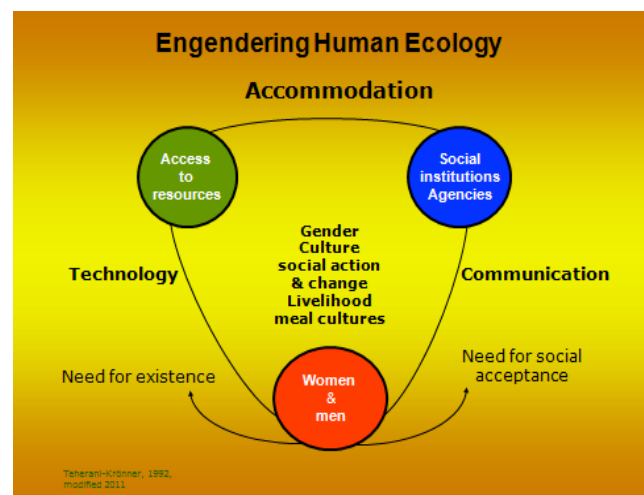 Engendering Human Ecology
Accommodation
Access
to
resources
Social
institutions
Agencies
Gender
Culture
social action
& change
Livelihood
meal cultures
Technology
Communication
Need for existence
Women
&
men
Need for social
acceptance
Teherani-Krönner, 1992,
modified 2011